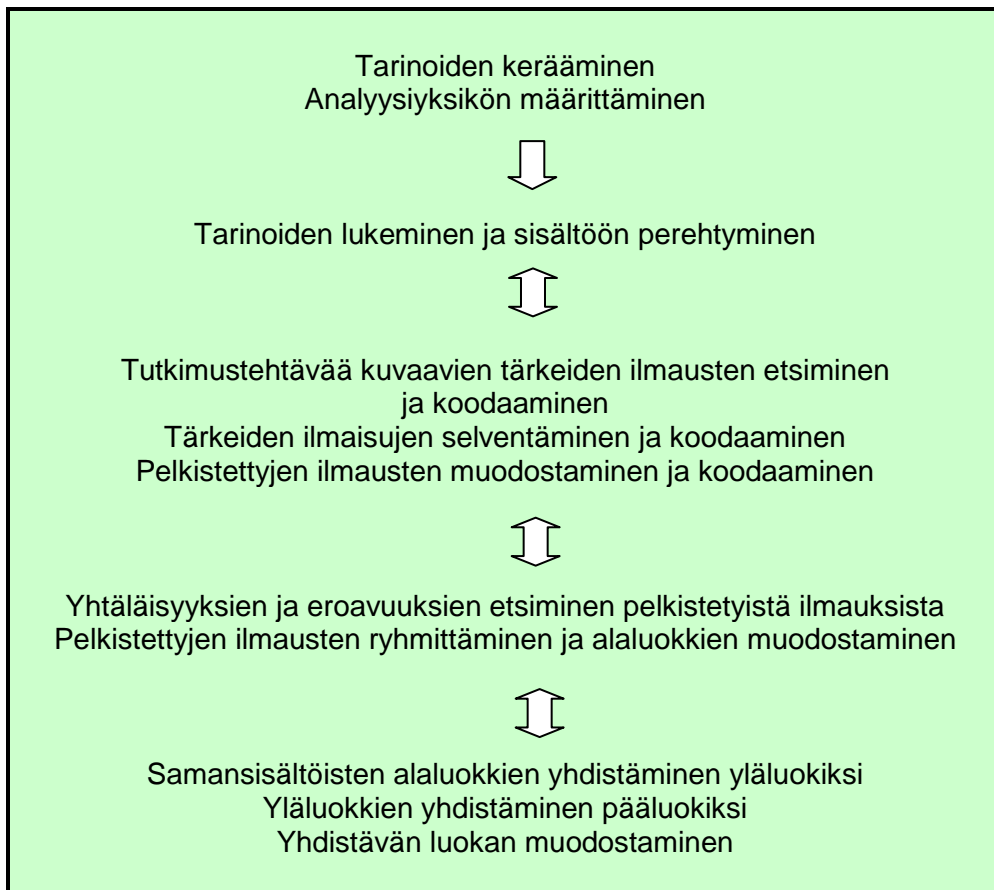 Tarinoiden kerääminen
Analyysiyksikön määrittäminen
Tarinoiden lukeminen ja sisältöön perehtyminen
Tutkimustehtävää kuvaavien tärkeiden ilmausten etsiminen
ja koodaaminen
Tärkeiden ilmaisujen selventäminen ja koodaaminen
Pelkistettyjen ilmausten muodostaminen ja koodaaminen
Yhtäläisyyksien ja eroavuuksien etsiminen pelkistetyistä ilmauksista
Pelkistettyjen ilmausten ryhmittäminen ja alaluokkien muodostaminen
Samansisältöisten alaluokkien yhdistäminen yläluokiksi
Yläluokkien yhdistäminen pääluokiksi
Yhdistävän luokan muodostaminen